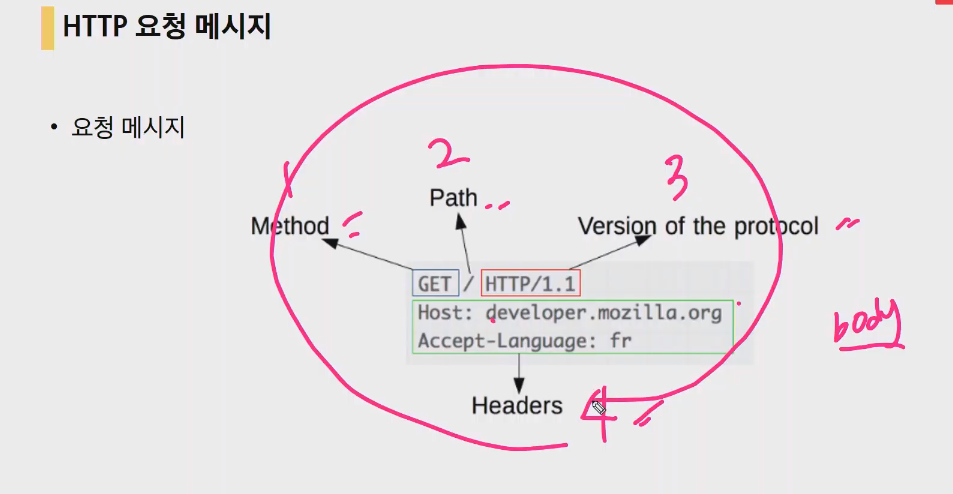 HTTP 요청 메시지
• 요청 메시지
1
2
3
Path
Method
Version of the protocol
GET / HTTP/1.1
Host: developer.mozilla.org
Accept-Language: fr
body
Headers
4